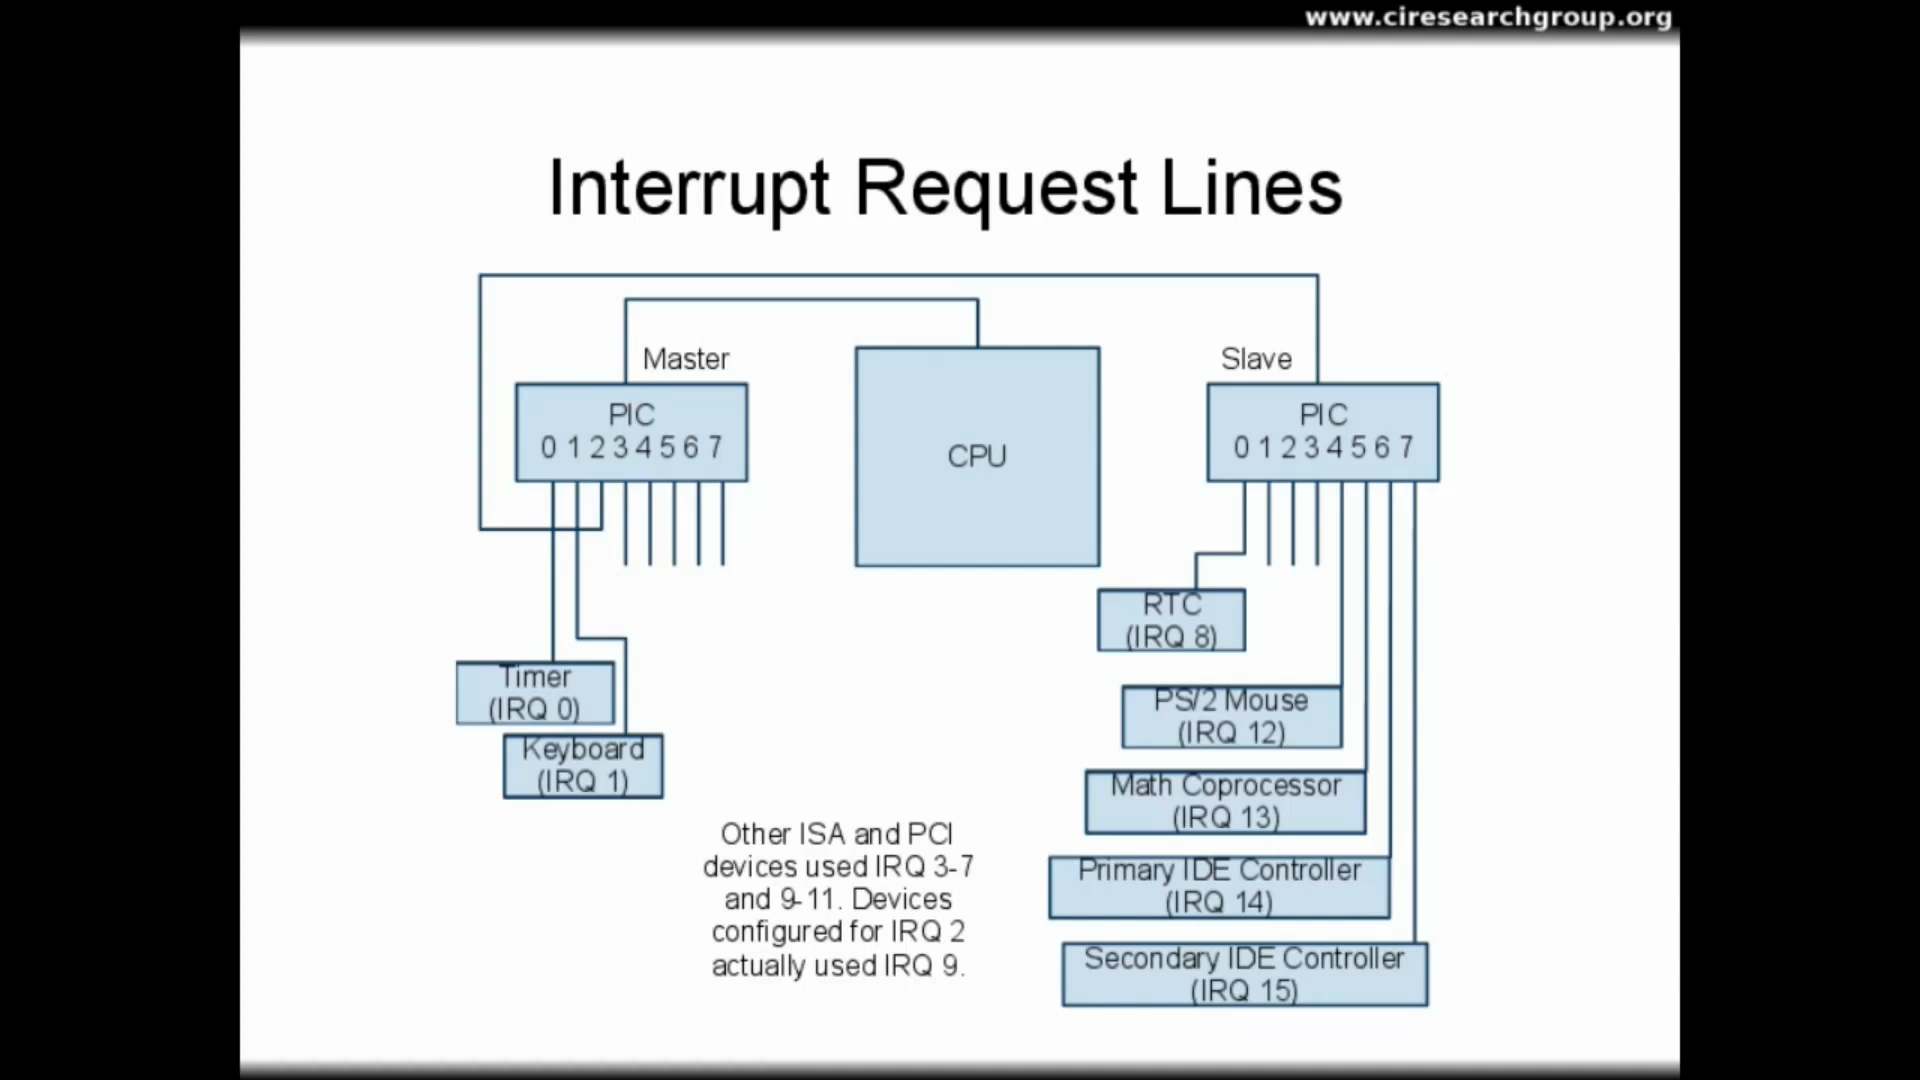 www.ciresearchgroup.org
Interrupt Request Lines
Master
Slave
PIC
0 1 2 3 4 5 6 7
CPU
PIC
0 1 2 3 4 5 6 7
RTC
(IRQ 8)
Timer
(IRQ 0)
PS/2 Mouse
(IRQ 12)
Keyboard
(IRQ 1)
Math Coprocessor
(IRQ 13)
Other ISA and PCI
devices used IRQ 3-7
and 9-11. Devices
configured for IRQ 2
actually used IRQ 9.
Primary IDE Controller
(IRQ 14)
Secondary IDE Controller
(IRQ 15)